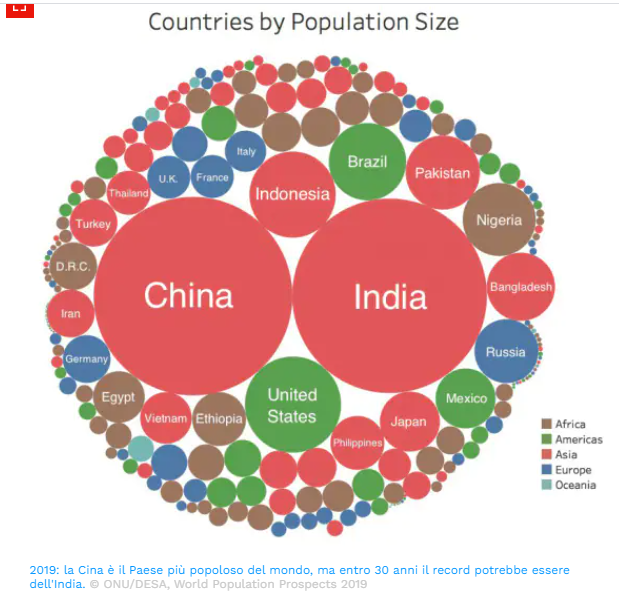 Countries by Population Size
Italy
U.K.
France
Brazil
Pakistan
Thailand
Indonesia
Turkey
Nigeria
D.R.C.
China
India
Bangladesh
Iran
Germany
Russia
Egypt
Vietnam
Ethiopia
United
States
Philippines
Japan
Mexico
Africa
Americas
Asia
Europe
Oceania
2019: la Cina è il Paese più popoloso del mondo, ma entro 30 anni il record potrebbe essere
dell'India. © ONU/DESA, World Population Prospects 2019